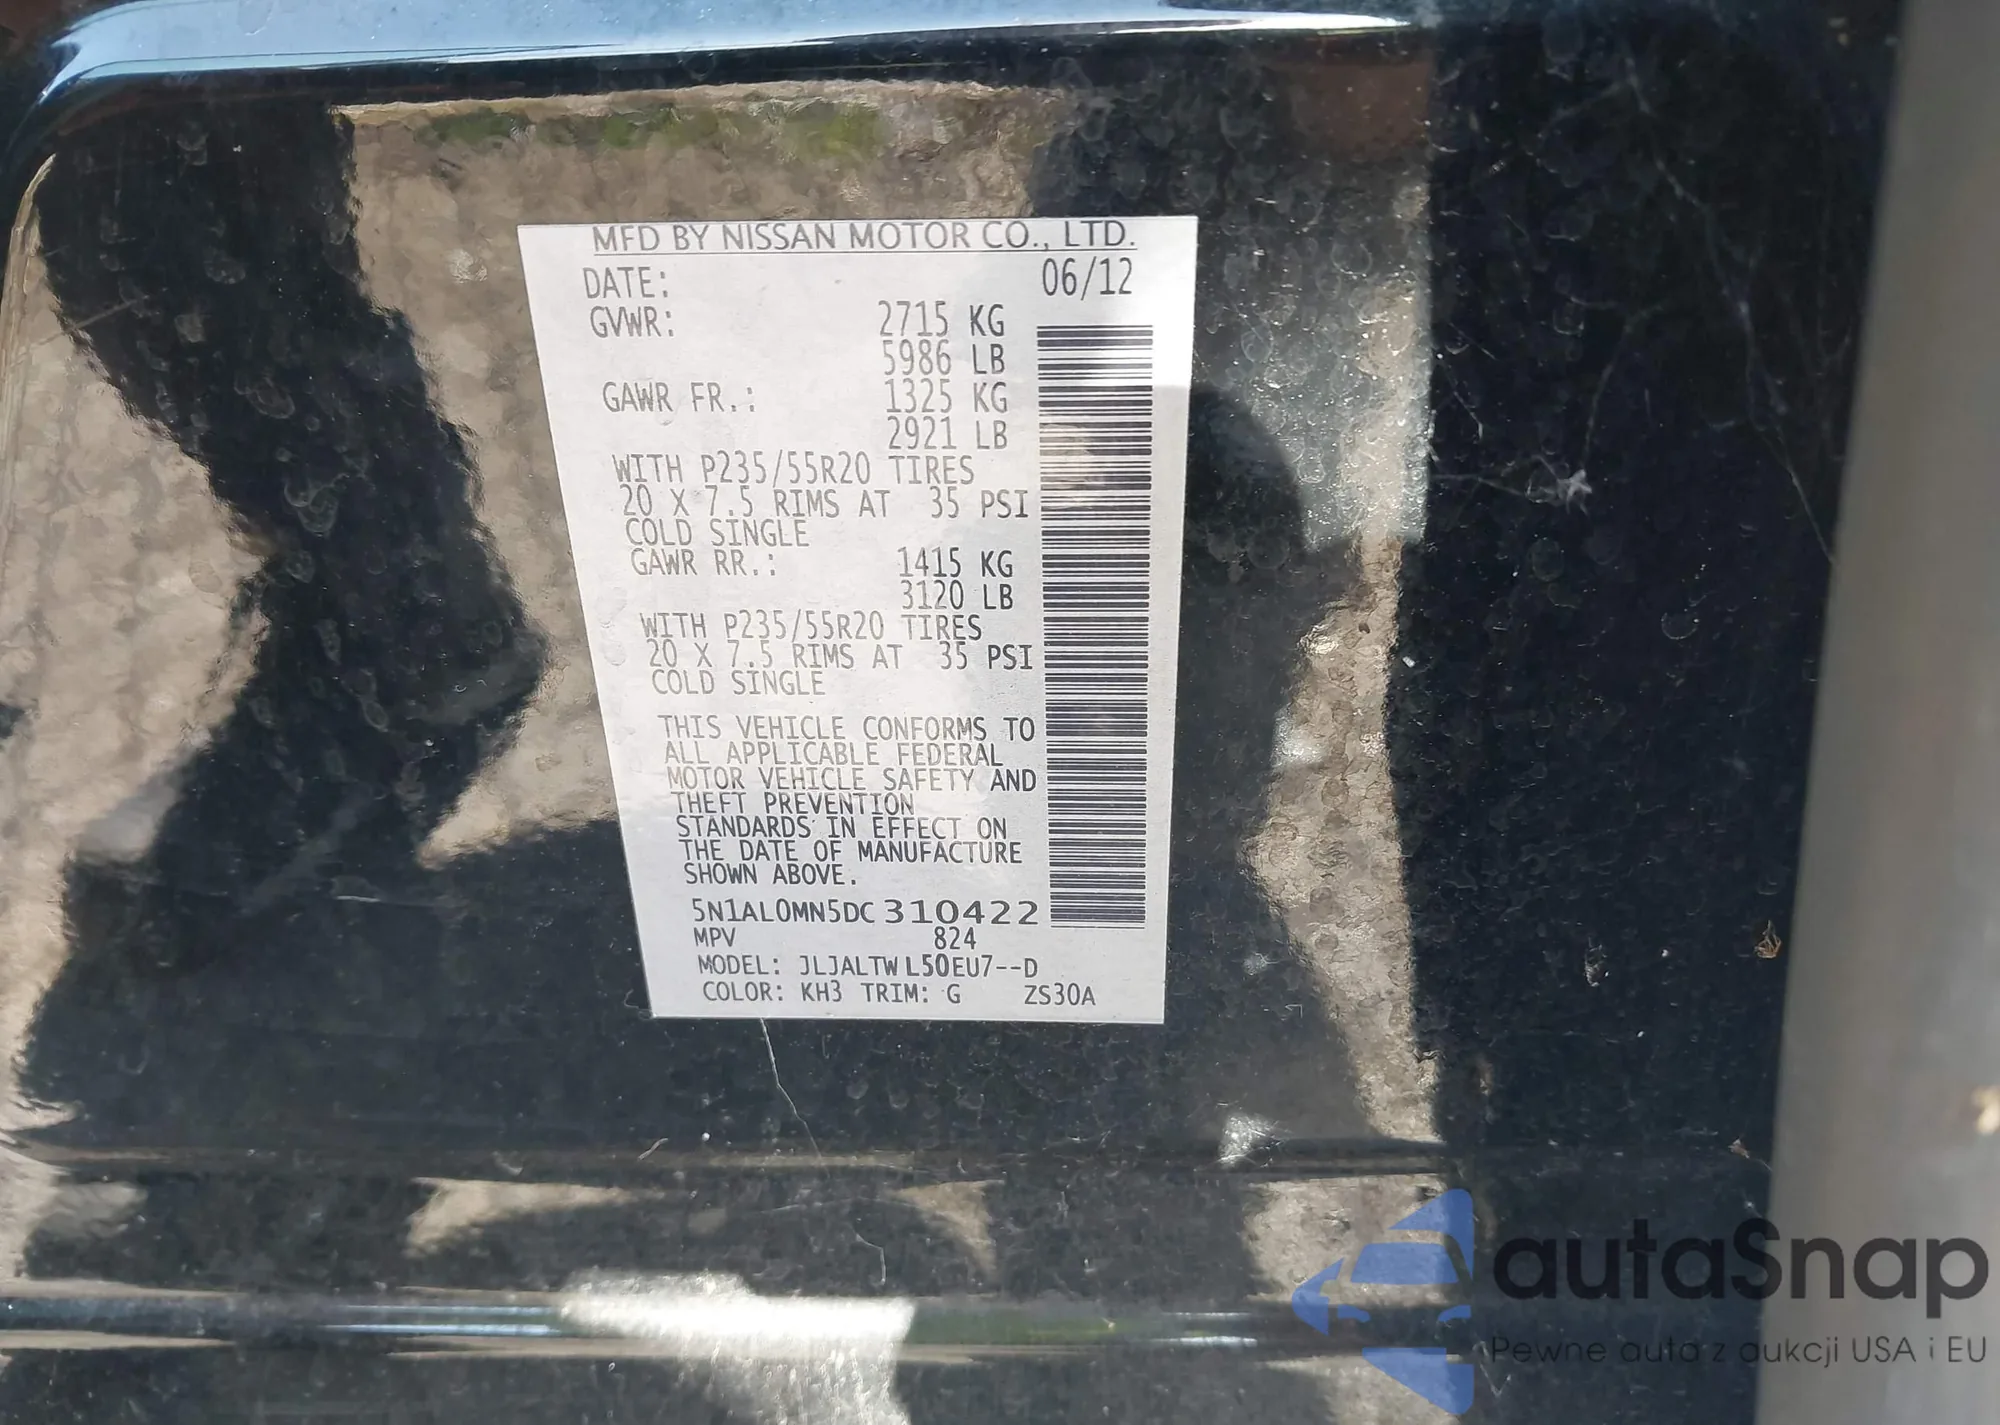 MFD BY NISSAN MOTOR CO., LTD.
DATE: 06/12
GVWR: 2715 KG
5986 LB
GAWR FR.: 1325 KG
2921 LB
WITH P235/55R20 TIRES
20 X 7.5 RIMS AT 35 PSI
COLD SINGLE
GAWR RR.: 1415 KG
3120 LB
WITH P235/55R20 TIRES
20 X 7.5 RIMS AT 35 PSI
COLD SINGLE
THIS VEHICLE CONFORMS TO
ALL APPLICABLE FEDERAL
MOTOR VEHICLE SAFETY AND
THEFT PREVENTION
STANDARDS IN EFFECT ON
THE DATE OF MANUFACTURE
SHOWN ABOVE.
5N1AL0MN5DC310422
MPV 824
MODEL: JLJALTWL50EU7--D
COLOR: KH3 TRIM: G ZS30A
autaSnap
Pewne auta z aukcji USA i EU